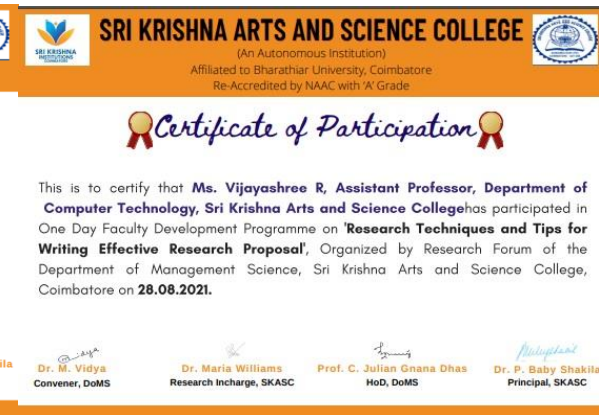 SRI KRISHNA ARTS AND SCIENCE COLLEGE
SRI KRISHNA
INSTITUTIONS
(An Autonomous Institution)
Affiliated to Bharathiar University, Coimbatore
Re-Accredited by NAAC with ‘A’ Grade
Certificate of Participation
This is to certify that Ms. Vijayashree R, Assistant Professor, Department of
Computer Technology, Sri Krishna Arts and Science Collegehas participated in
One Day Faculty Development Programme on 'Research Techniques and Tips for
Writing Effective Research Proposal', Organized by Research Forum of the
Department of Management Science, Sri Krishna Arts and Science College,
Coimbatore on 28.08.2021.
ila Dr. M. Vidya Dr. Maria Williams Prof. C. Julian Gnana Dhas Dr. P. Baby Shakila
Convener, DoMS Research Incharge, SKASC HoD, DoMS Principal, SKASC